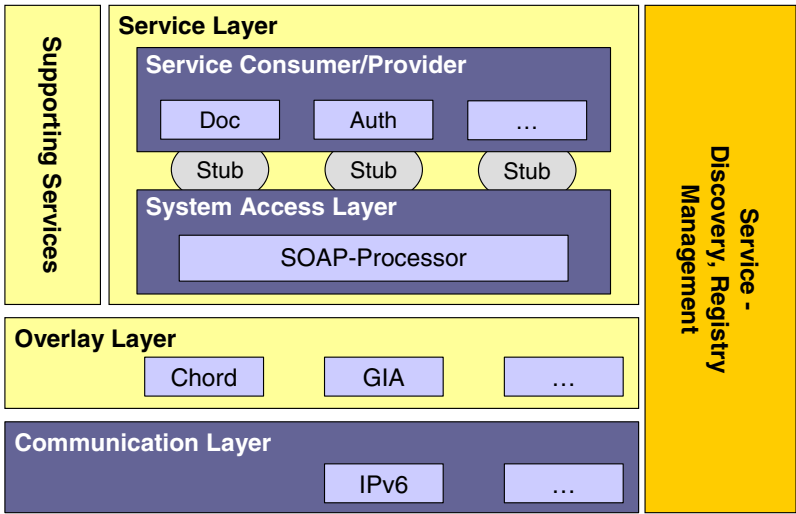 Supporting Services
Service Layer
Service Consumer/Provider
Doc
Auth
…
Stub
Stub
Stub
System Access Layer
SOAP-Processor
Overlay Layer
Chord
GIA
…
Communication Layer
IPv6
…
Service -
Discovery, Registry
Management